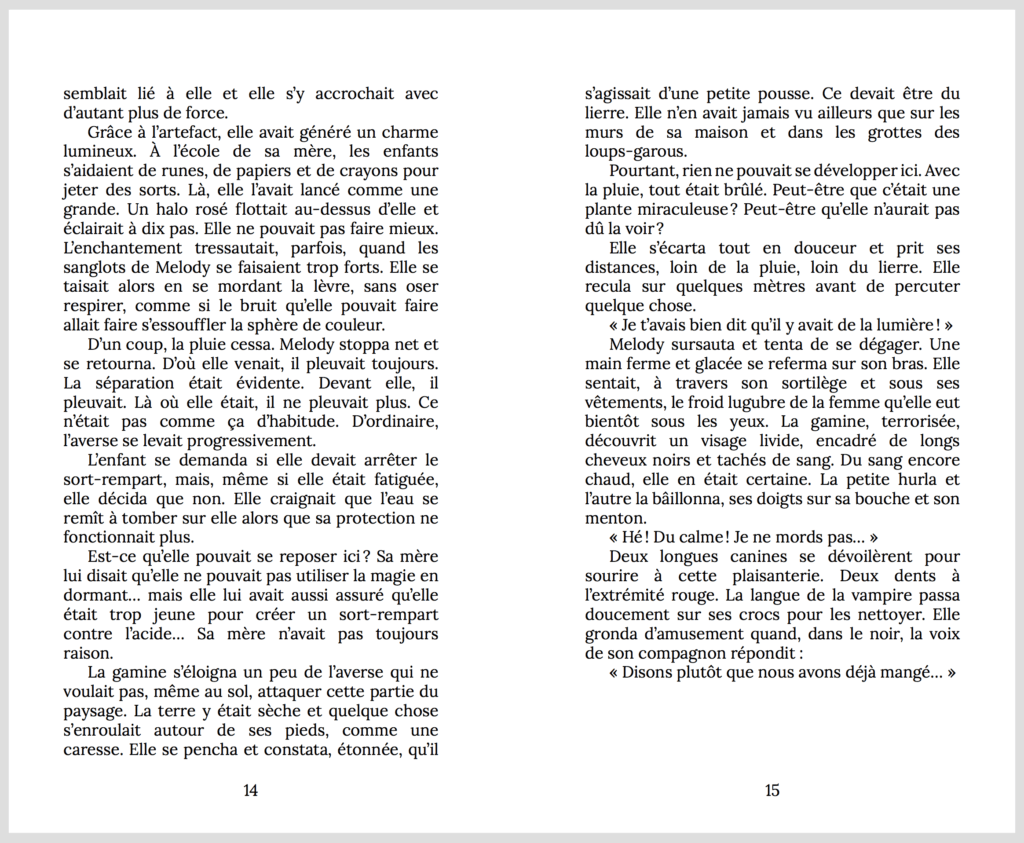 semblait lié à elle et elle s’y accrochait avec
d’autant plus de force.
Grâce à l’artefact, elle avait généré un charme
lumineux. À l’école de sa mère, les enfants
s’aidaient de runes, de papiers et de crayons pour
jeter des sorts. Là, elle l’avait lancé comme une
grande. Un halo rosé flottait au-dessus d’elle et
éclairait à dix pas. Elle ne pouvait pas faire mieux.
L’enchantement tressautait, parfois, quand les
sanglots de Melody se faisaient trop forts. Elle se
taisait alors en se mordant la lèvre, sans oser
respirer, comme si le bruit qu’elle pouvait faire
allait faire s’essouffler la sphère de couleur.
D’un coup, la pluie cessa. Melody stoppa net et
se retourna. D’où elle venait, il pleuvait toujours.
La séparation était évidente. Devant elle, il
pleuvait. Là où elle était, il ne pleuvait plus. Ce
n’était pas comme ça d’habitude. D’ordinaire,
l’averse se levait progressivement.
L’enfant se demanda si elle devait arrêter le
sort-rempart, mais, même si elle était fatiguée,
elle décida que non. Elle craignait que l’eau se
remît à tomber sur elle alors que sa protection ne
fonctionnait plus.
Est-ce qu’elle pouvait se reposer ici ? Sa mère
lui disait qu’elle ne pouvait pas utiliser la magie en
dormant… mais elle lui avait aussi assuré qu’elle
était trop jeune pour créer un sort-rempart
contre l’acide… Sa mère n’avait pas toujours
raison.
La gamine s’éloigna un peu de l’averse qui ne
voulait pas, même au sol, attaquer cette partie du
paysage. La terre y était sèche et quelque chose
s’enroulait autour de ses pieds, comme une
caresse. Elle se pencha et constata, étonnée, qu’il
14
s’agissait d’une petite pousse. Ce devait être du
lierre. Elle n’en avait jamais vu ailleurs que sur les
murs de sa maison et dans les grottes des
loups-garous.
Pourtant, rien ne pouvait se développer ici. Avec
la pluie, tout était brûlé. Peut-être que c’était une
plante miraculeuse ? Peut-être qu’elle n’aurait pas
dû la voir ?
Elle s’écarta tout en douceur et prit ses
distances, loin de la pluie, loin du lierre. Elle
recula sur quelques mètres avant de percuter
quelque chose.
« Je t’avais bien dit qu’il y avait de la lumière ! »
Melody sursauta et tenta de se dégager. Une
main ferme et glacée se referma sur son bras. Elle
sentait, à travers son sortilège et sous ses
vêtements, le froid lugubre de la femme qu’elle eut
bientôt sous les yeux. La gamine, terrorisée,
découvrit un visage livide, encadré de longs
cheveux noirs et tachés de sang. Du sang encore
chaud, elle en était certaine. La petite hurla et
l’autre la bâillonna, ses doigts sur sa bouche et son
menton.
« Hé ! Du calme ! Je ne mords pas… »
Deux longues canines se dévoilèrent pour
sourire à cette plaisanterie. Deux dents à
l’extrémité rouge. La langue de la vampire passa
doucement sur ses crocs pour les nettoyer. Elle
gronda d’amusement quand, dans le noir, la voix
de son compagnon répondit :
« Disons plutôt que nous avons déjà mangé… »
15